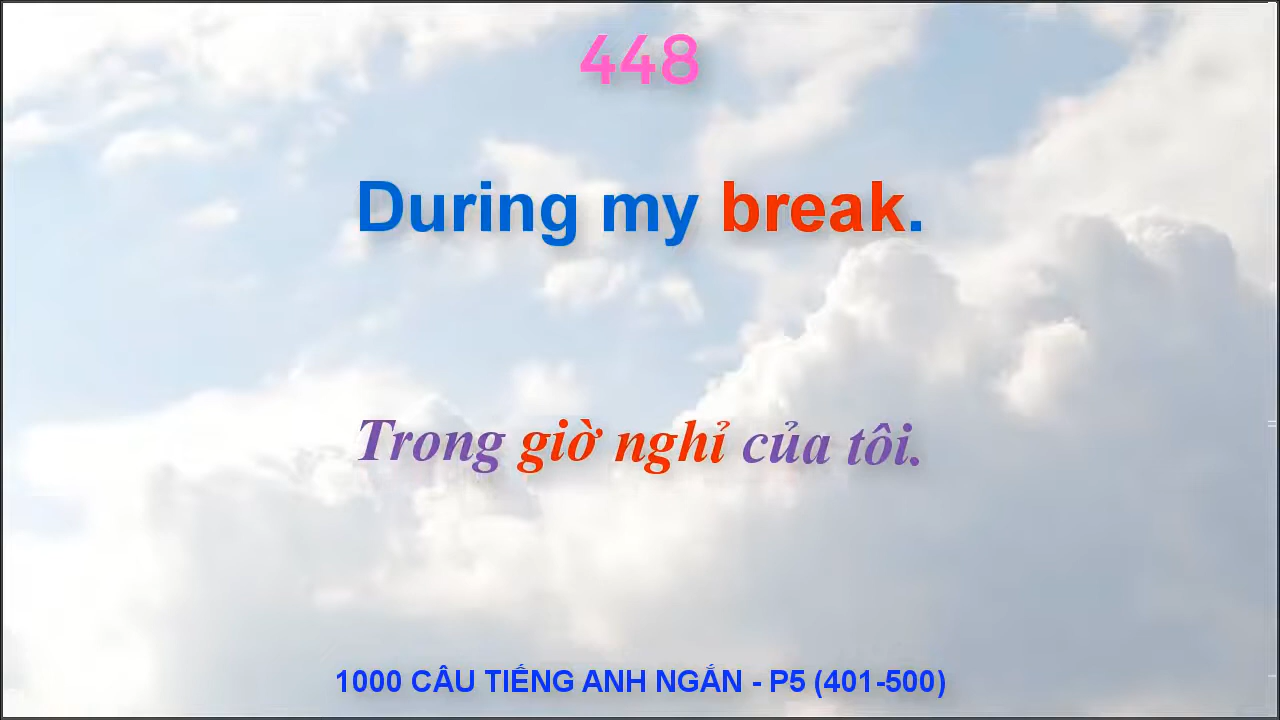 448
During my break.
Trong giờ nghỉ của tôi.
1000 CÂU TIẾNG ANH NGẮN - P5 (401-500)